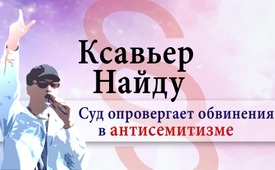 Ксавьер
Найду
Суд опровергает обвинения
в антисемитизме